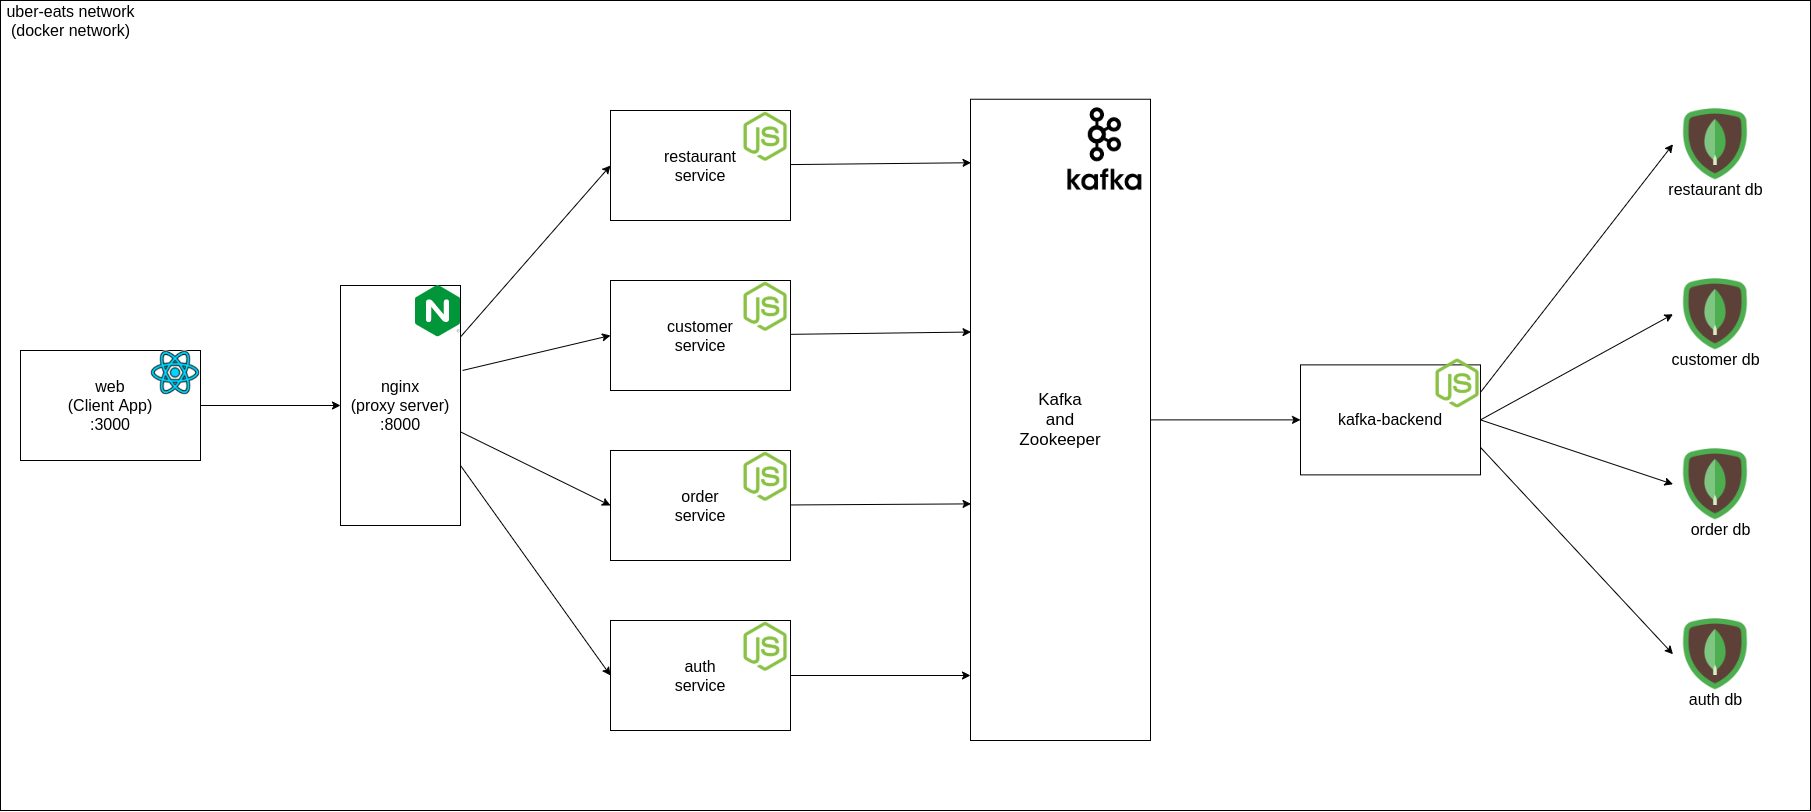 uber-eats network
(docker network)
web
(Client App)
:3000
N
nginx
(proxy server)
:8000
JS
restaurant
service
JS
customer
service
JS
order
service
JS
auth
service
kafka
Kafka
and
Zookeeper
JS
kafka-backend
restaurant db
customer db
order db
auth db